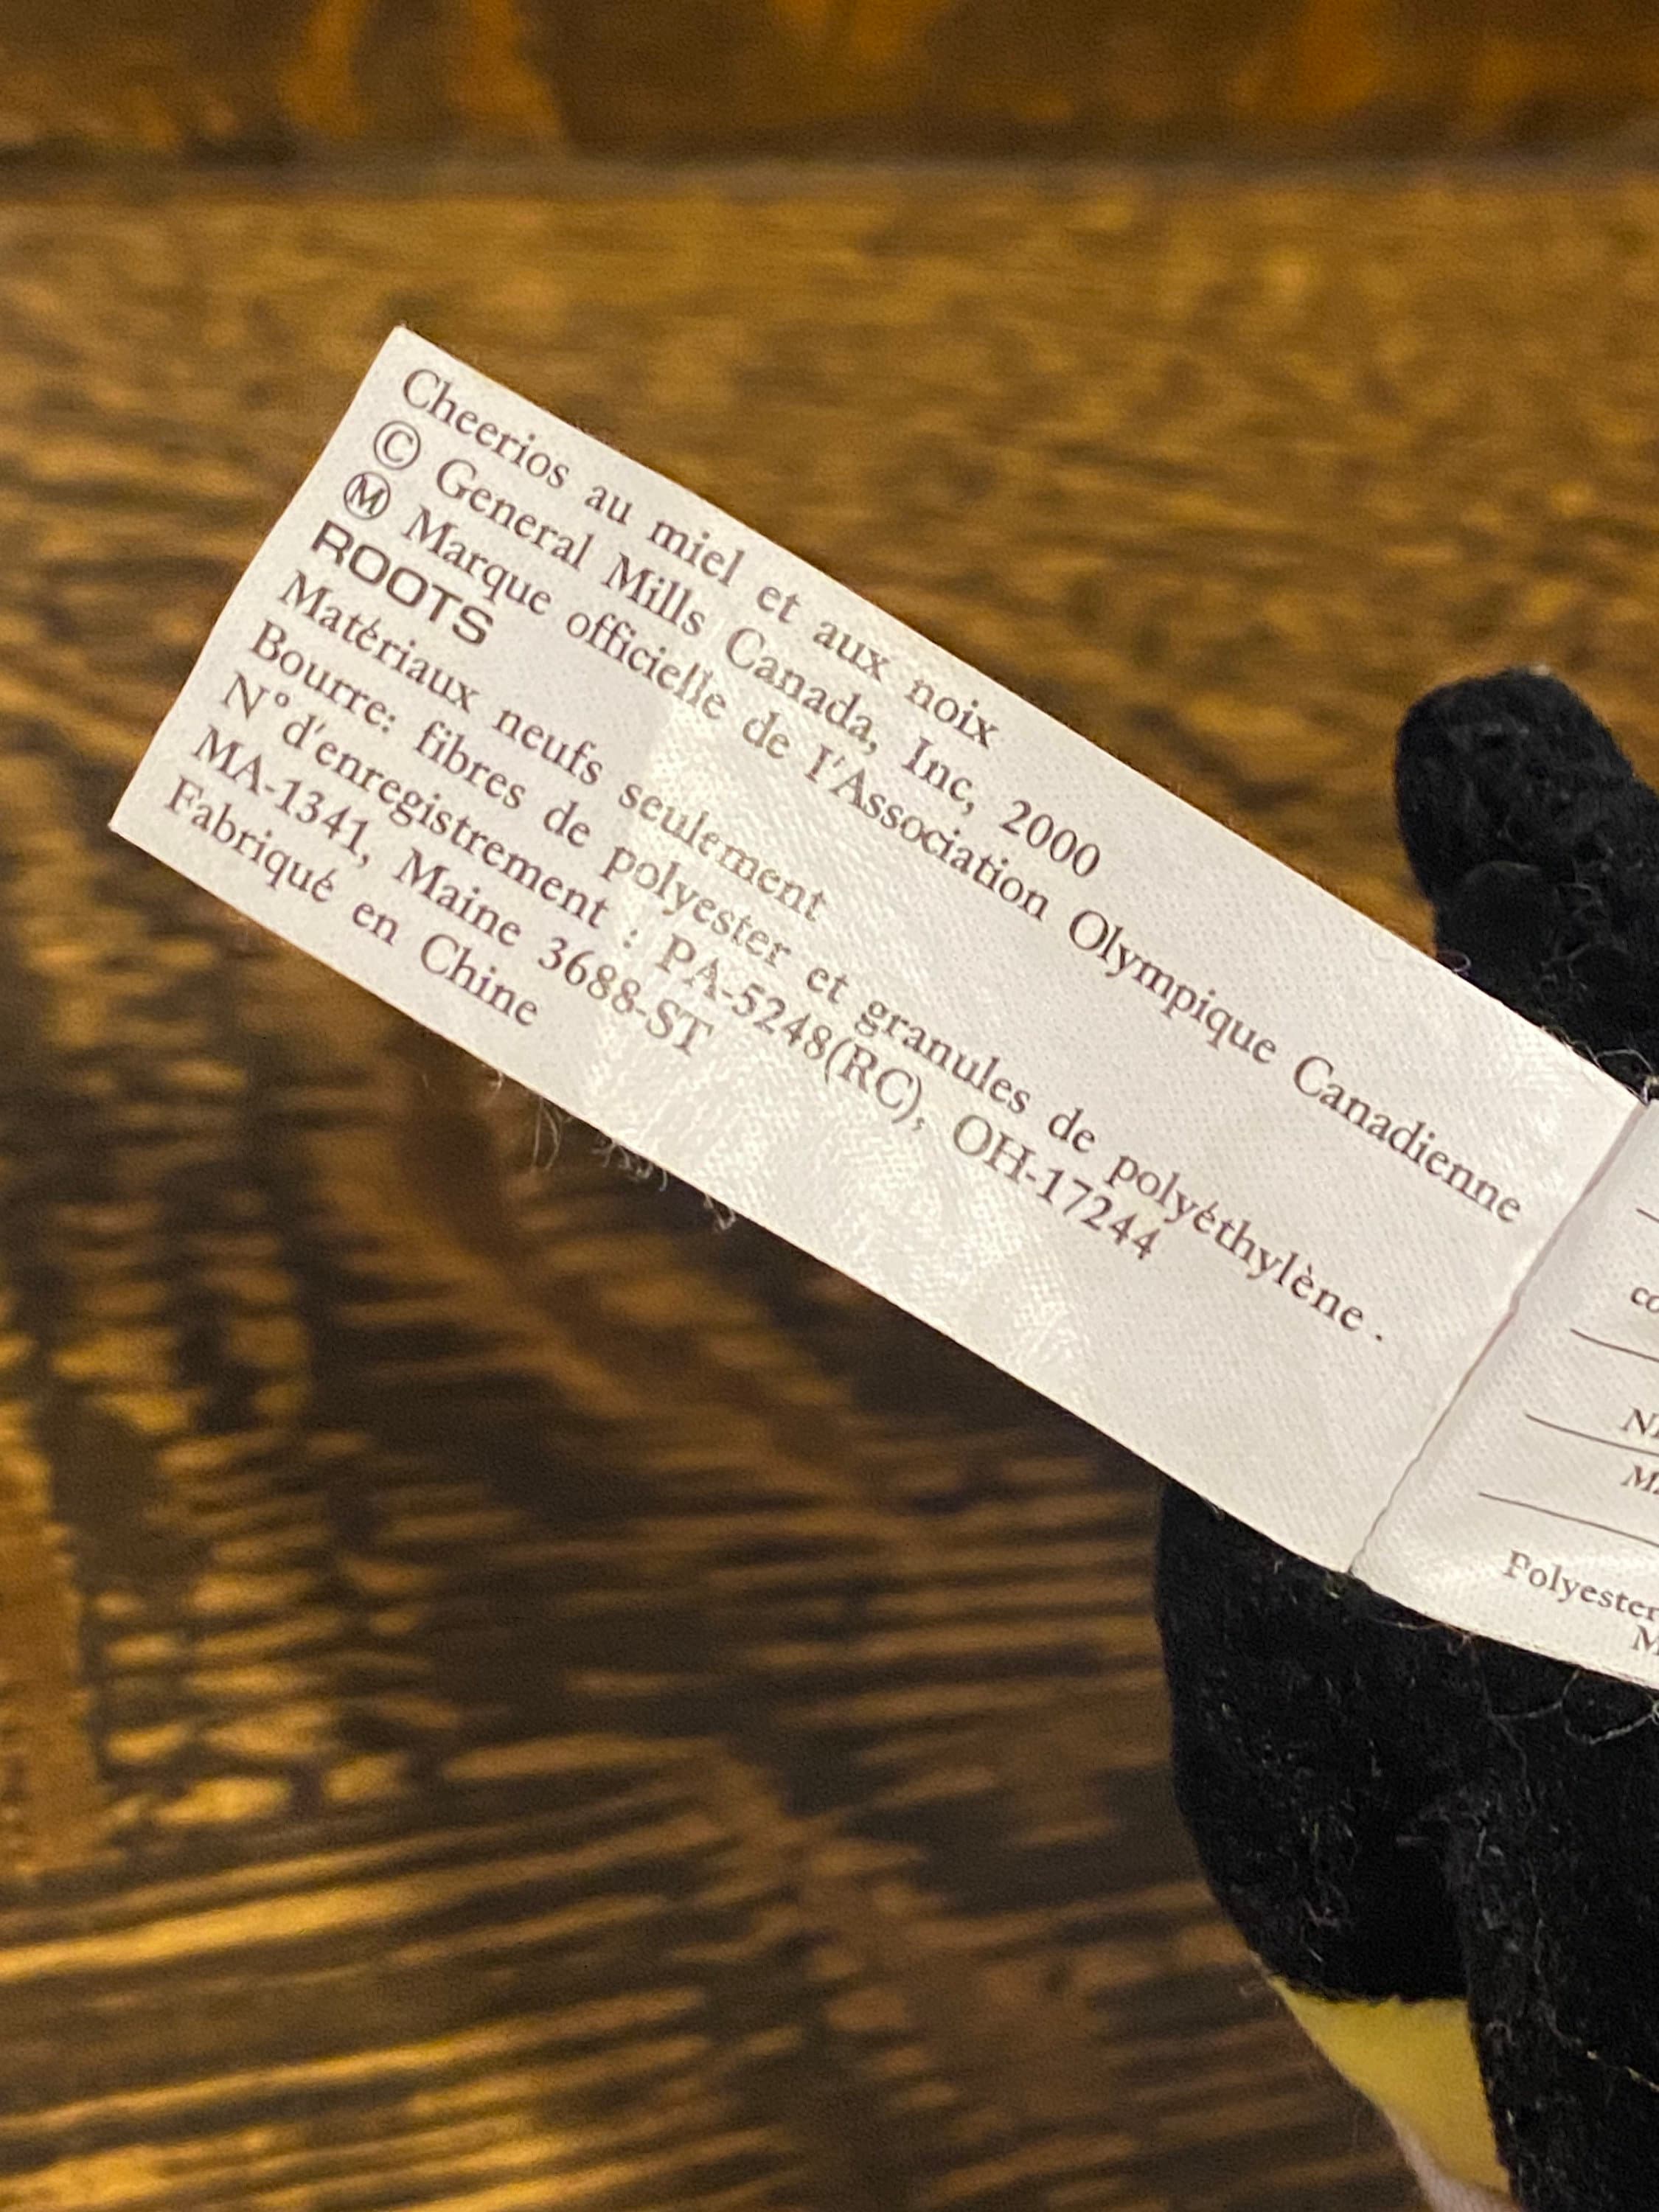 Cheerios au miel et aux noix
© General Mills Canada, Inc, 2000
Ⓜ Marque officielle de l'Association Olympique Canadienne
ROOTS
Matériaux neufs seulement
Bourre: fibres de polyester et granules de polyéthylène .
N° d'enregistrement : PA-5248(RC), OH-17244
MA-1341, Maine 3688-ST
Fabriqué en Chine
Polyester